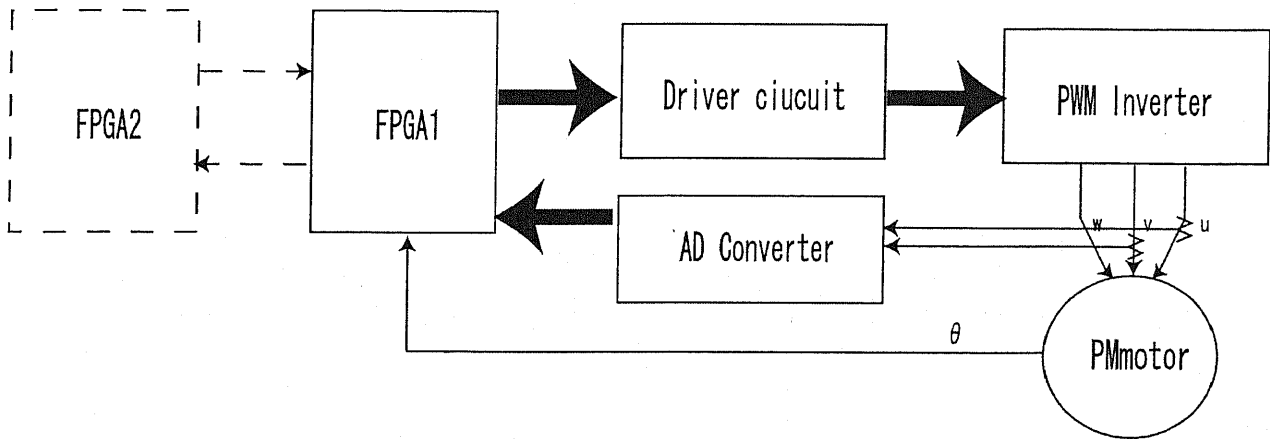 FPGA2
FPGA1
Driver ciucuit
PWM Inverter
w
v
u
AD Converter
θ
PMmotor